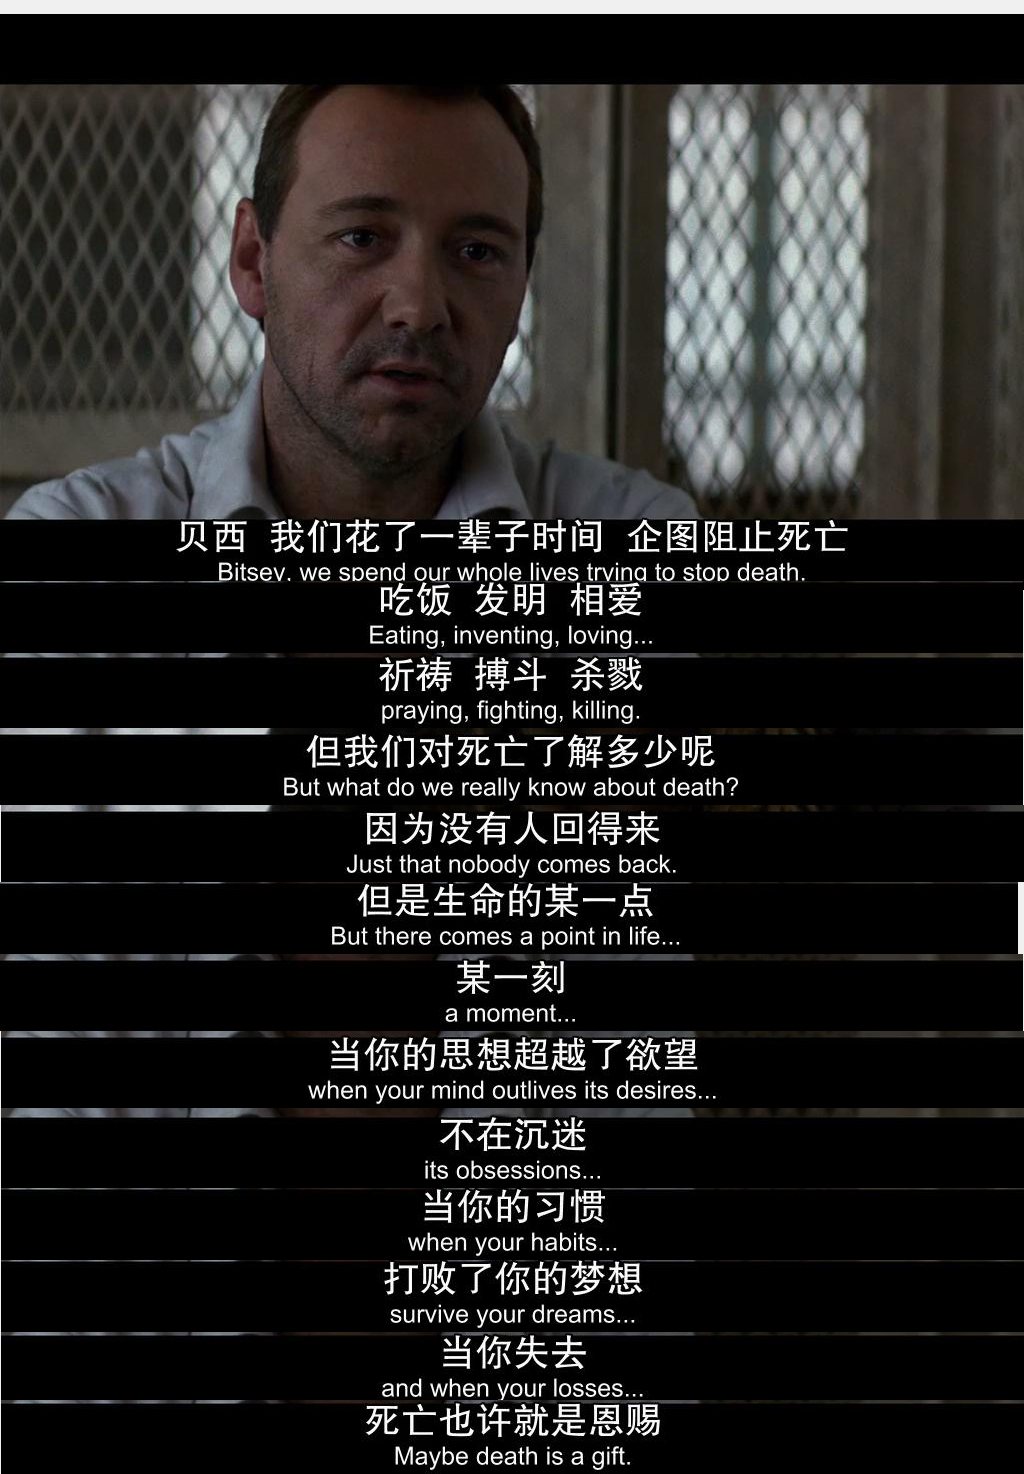 贝西 我们花了一辈子时间 企图阻止死亡
Bitsey, we spend our whole lives trying to stop death.
吃饭 发明 相爱
Eating, inventing, loving...
祈祷 搏斗 杀戮
praying, fighting, killing.
但我们对死亡了解多少呢
But what do we really know about death?
因为没有人回得来
Just that nobody comes back.
但是生命的某一点
But there comes a point in life...
某一刻
a moment...
当你的思想超越了欲望
when your mind outlives its desires...
不在沉迷
its obsessions...
当你的习惯
when your habits...
打败了你的梦想
survive your dreams...
当你失去
and when your losses...
死亡也许就是恩赐
Maybe death is a gift.